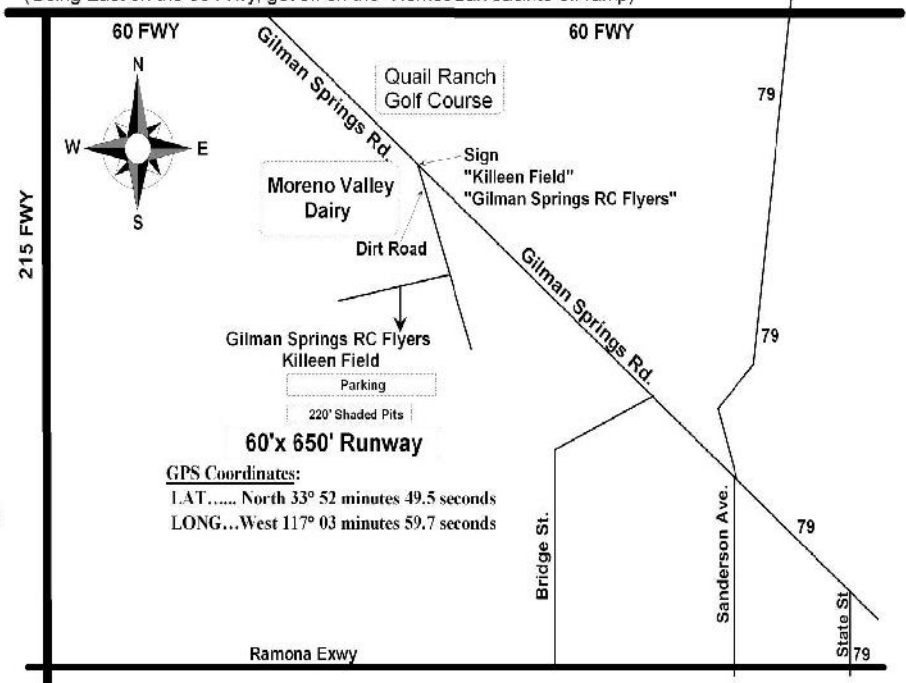 60 FWY
60 FWY
N
W
E
S
215 FWY
Gilman Springs Rd.
Quail Ranch
Golf Course
79
Sign
"Killeen Field"
"Gilman Springs RC Flyers"
Moreno Valley
Dairy
Dirt Road
Gilman Springs Rd.
79
Gilman Springs RC Flyers
Killeen Field
Parking
220' Shaded Pits
60'x 650' Runway
GPS Coordinates:
LAT...... North 33° 52 minutes 49.5 seconds
LONG...West 117° 03 minutes 59.7 seconds
Bridge St.
Sanderson Ave.
79
State St
79
Ramona Exwy